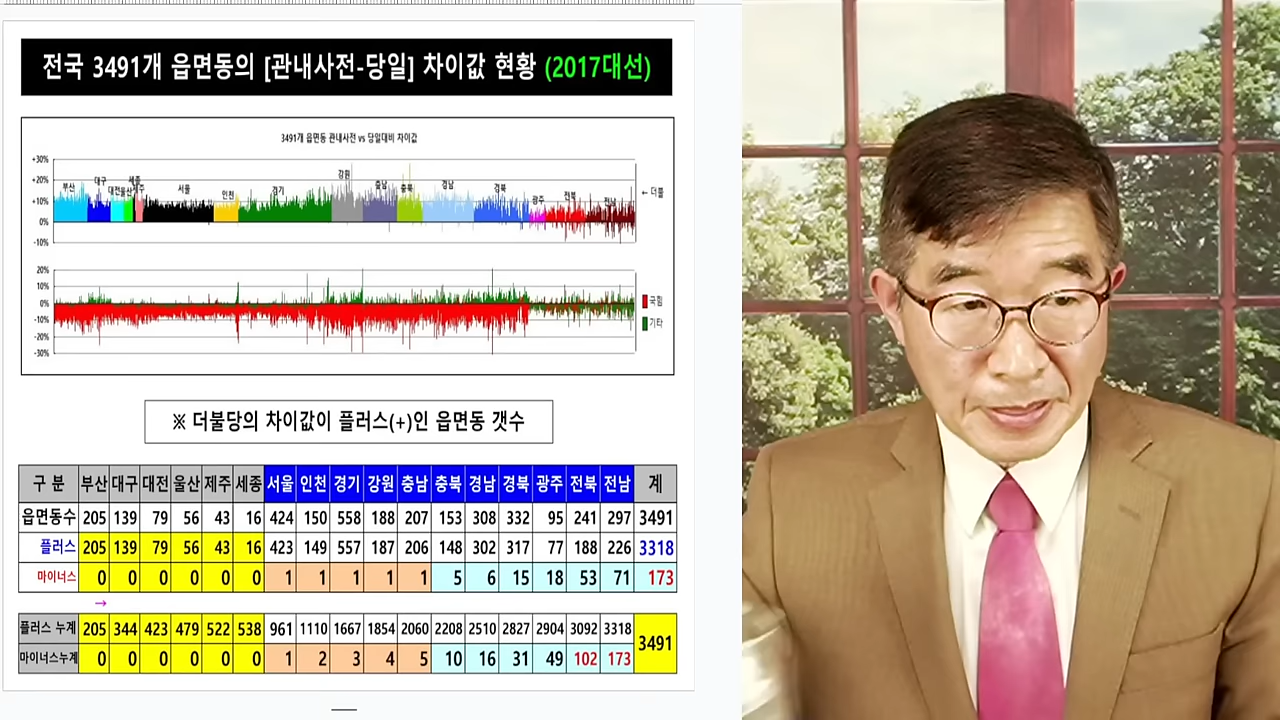 전국 3491개 읍면동의 [관내사전-당일] 차이값 현황 (2017대선)
3491개 읍면동 관내사전 vs 당일대비 차이값
+30%
+20%
+10%
0%
-10%
부산 대구 대전 울산 세종 제주 서울 인천 경기 강원 충남 충북 경남 경북 광주 전북 전남
← 더불
20%
10%
0%
-10%
-20%
-30%
국힘
기타
※ 더불당의 차이값이 플러스(+)인 읍면동 갯수
구 분 부산 대구 대전 울산 제주 세종 서울 인천 경기 강원 충남 충북 경남 경북 광주 전북 전남 계
읍면동수 205 139 79 56 43 16 424 150 558 188 207 153 308 332 95 241 297 3491
플러스 205 139 79 56 43 16 423 149 557 187 206 148 302 317 77 188 226 3318
마이너스 0 0 0 0 0 0 1 1 1 1 1 5 6 15 18 53 71 173
→
플러스 누계 205 344 423 479 522 538 961 1110 1667 1854 2060 2208 2510 2827 2904 3092 3318 3491
마이너스누계 0 0 0 0 0 0 1 2 3 4 5 10 16 31 49 102 173